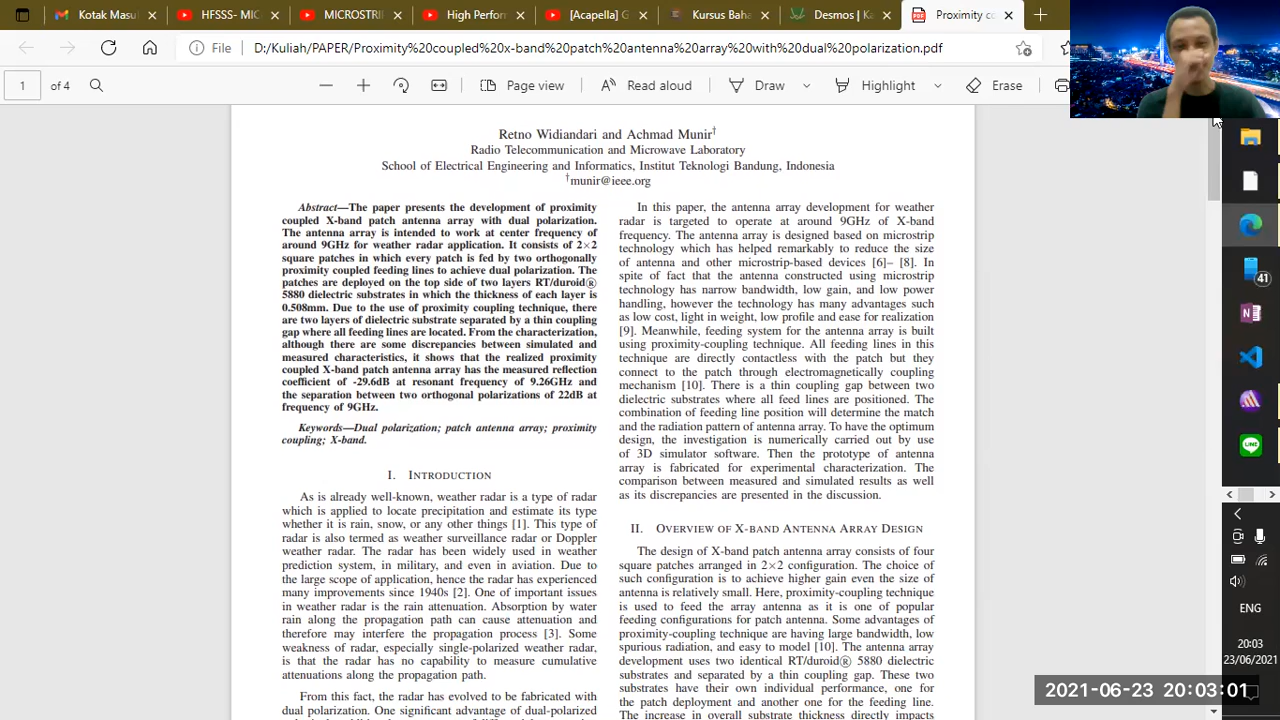 Kotak Masu
HFSSS- MIC
MICROSTRI
High Perfor
[Acapella] G
Kursus Baha
Desmos | Ka
Proximity co
File
D:/Kuliah/PAPER/Proximity%20coupled%20x-band%20patch%20antenna%20array%20with%20dual%20polarization.pdf
1 of 4
Page view
Read aloud
Draw
Highlight
Erase
Retno Widiandari and Achmad Munir†
Radio Telecommunication and Microwave Laboratory
School of Electrical Engineering and Informatics, Institut Teknologi Bandung, Indonesia
†munir@ieee.org
Abstract—The paper presents the development of proximity
coupled X-band patch antenna array with dual polarization.
The antenna array is intended to work at center frequency of
around 9GHz for weather radar application. It consists of 2×2
square patches in which every patch is fed by two orthogonally
proximity coupled feeding lines to achieve dual polarization. The
patches are deployed on the top side of two layers RT/duroid®
5880 dielectric substrates in which the thickness of each layer is
0.508mm. Due to the use of proximity coupling technique, there
are two layers of dielectric substrate separated by a thin coupling
gap where all feeding lines are located. From the characterization,
although there are some discrepancies between simulated and
measured characteristics, it shows that the realized proximity
coupled X-band patch antenna array has the measured reflection
coefficient of -29.6dB at resonant frequency of 9.26GHz and
the separation between two orthogonal polarizations of 22dB at
frequency of 9GHz.
Keywords—Dual polarization; patch antenna array; proximity
coupling; X-band.
I. INTRODUCTION
As is already well-known, weather radar is a type of radar
which is applied to locate precipitation and estimate its type
whether it is rain, snow, or any other things [1]. This type of
radar is also termed as weather surveillance radar or Doppler
weather radar. The radar has been widely used in weather
prediction system, in military, and even in aviation. Due to
the large scope of application, hence the radar has experienced
many improvements since 1940s [2]. One of important issues
in weather radar is the rain attenuation. Absorption by water
rain along the propagation path can cause attenuation and
therefore may interfere the propagation process [3]. Some
weakness of radar, especially single-polarized weather radar,
is that the radar has no capability to measure cumulative
attenuations along the propagation path.
From this fact, the radar has evolved to be fabricated with
dual polarization. One significant advantage of dual-polarized
In this paper, the antenna array development for weather
radar is targeted to operate at around 9GHz of X-band
frequency. The antenna array is designed based on microstrip
technology which has helped remarkably to reduce the size
of antenna and other microstrip-based devices [6]– [8]. In
spite of fact that the antenna constructed using microstrip
technology has narrow bandwidth, low gain, and low power
handling, however the technology has many advantages such
as low cost, light in weight, low profile and ease for realization
[9]. Meanwhile, feeding system for the antenna array is built
using proximity-coupling technique. All feeding lines in this
technique are directly contactless with the patch but they
connect to the patch through electromagnetically coupling
mechanism [10]. There is a thin coupling gap between two
dielectric substrates where all feed lines are positioned. The
combination of feeding line position will determine the match
and the radiation pattern of antenna array. To have the optimum
design, the investigation is numerically carried out by use
of 3D simulator software. Then the prototype of antenna
array is fabricated for experimental characterization. The
comparison between measured and simulated results as well
as its discrepancies are presented in the discussion.
II. OVERVIEW OF X-BAND ANTENNA ARRAY DESIGN
The design of X-band patch antenna array consists of four
square patches arranged in 2×2 configuration. The choice of
such configuration is to achieve higher gain even the size of
antenna is relatively small. Here, proximity-coupling technique
is used to feed the array antenna as it is one of popular
feeding configurations for patch antenna. Some advantages of
proximity-coupling technique are having large bandwidth, low
spurious radiation, and easy to model [10]. The antenna array
development uses two identical RT/duroid® 5880 dielectric
substrates and separated by a thin coupling gap. These two
substrates have their own individual performance, one for
the patch deployment and another one for the feeding line.
The increase in overall substrate thickness directly impacts
41
LINE
ENG
20:03
23/06/2021
2021-06-23 20:03:01